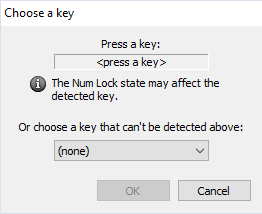 Choose a key
Press a key:
<press a key>
The Num Lock state may affect the
detected key.
Or choose a key that can't be detected above:
(none)
OK
Cancel